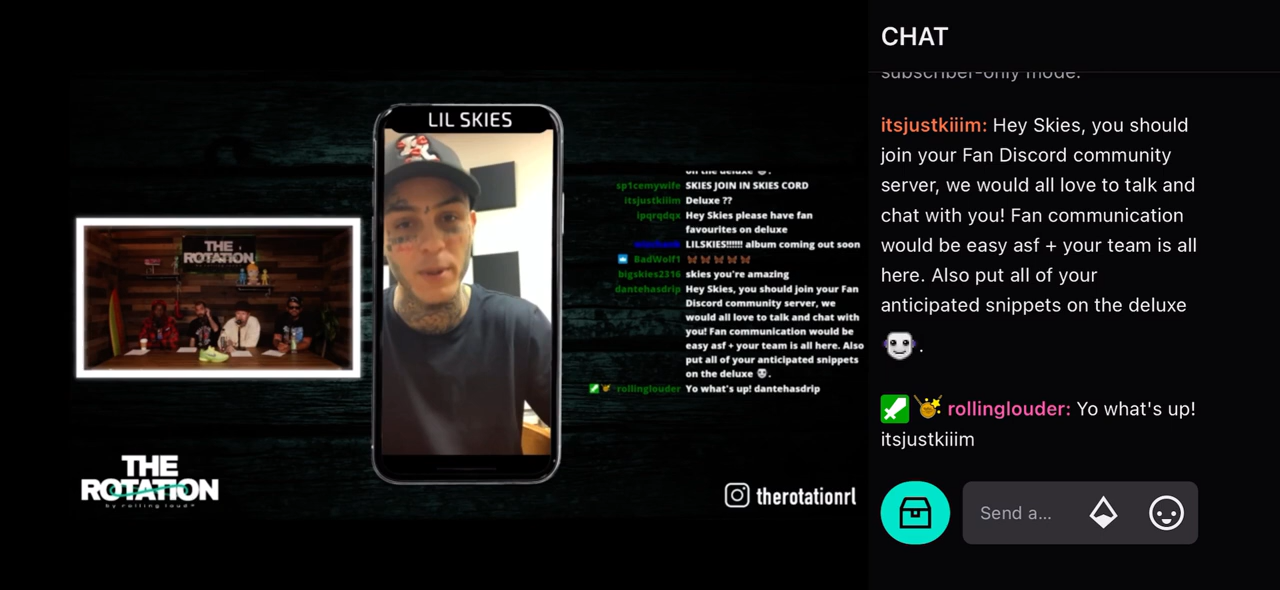 CHAT
subscriber-only mode.
itsjustkiiim: Hey Skies, you should
join your Fan Discord community
server, we would all love to talk and
chat with you! Fan communication
would be easy asf + your team is all
here. Also put all of your
anticipated snippets on the deluxe
.
rollinglouder: Yo what's up!
itsjustkiiim
Send a...
LIL SKIES
THE
ROTATION
on the deluxe .
sp1cemywife SKIES JOIN IN SKIES CORD
itsjustkiiim Deluxe ??
ipqrqdqx Hey Skies please have fan
favourites on deluxe
LILSKIES!!!!!! album coming out soon
BadWolf1
bigskies2316 skies you're amazing
dantehasdrip Hey Skies, you should join your Fan
Discord community server, we
would all love to talk and chat with
you! Fan communication would be
easy asf + your team is all here. Also
put all of your anticipated snippets
on the deluxe .
rollinglouder Yo what's up! dantehasdrip
THE
ROTATION
by rolling loud
therotationrl